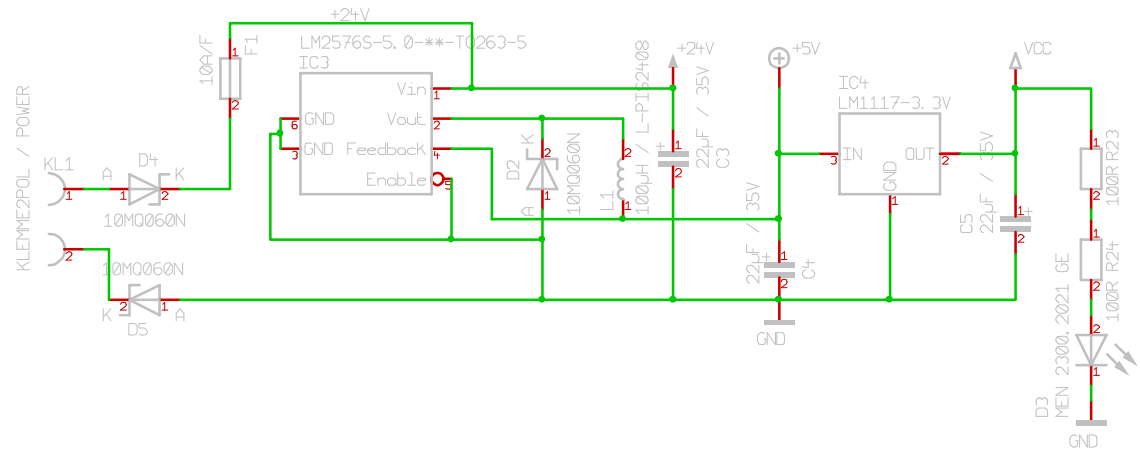 +24V
LM2576S-5.0-**-TO263-5
IC3
10A/F
F1
1
2
Vin
1
Vout
2
GND
6
GND
3
Feedback
4
Enable
5
KLEMME2POL / POWER
KL1
1
2
D4
A
K
1
2
10MQ060N
10MQ060N
K
A
2
1
D5
D2
K
2
A
1
10MQ060N
L1
2
1
100µH / L-PIS2408
+24V
+
1
2
22µF / 35V
C3
+5V
22µF / 35V
+
1
2
C4
GND
IC4
LM1117-3.3V
IN
3
OUT
2
GND
1
VCC
C5
22µF / 35V
1
+
2
1
2
100R
R23
1
2
100R
R24
D3
MEN 2300.2021 GE
2
1
GND